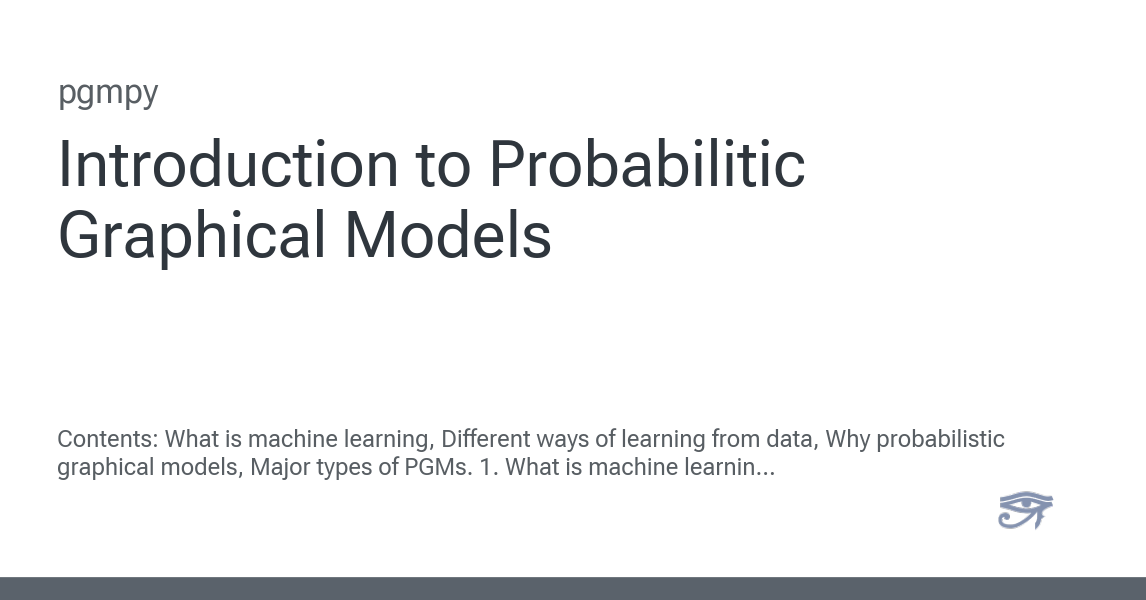 pgmpy
Introduction to Probabilitic
Graphical Models
Contents: What is machine learning, Different ways of learning from data, Why probabilistic
graphical models, Major types of PGMs. 1. What is machine learnin...